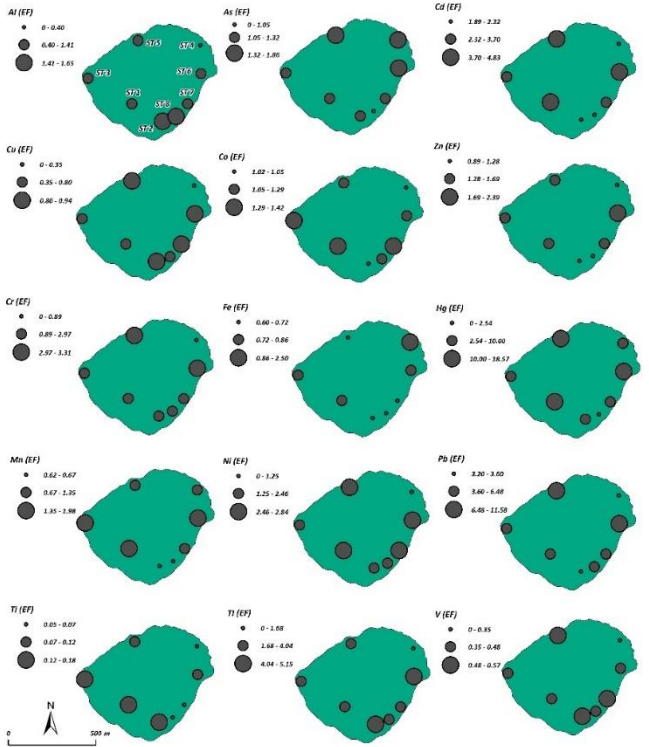 Al (EF)
0 - 0.40
0.40 - 1.41
1.41 - 1.65
ST 5
ST 4
ST 3
ST 6
ST 1
ST 7
ST 8
ST 2
As (EF)
0 - 1.05
1.05 - 1.32
1.32 - 1.86
Cd (EF)
1.89 - 2.32
2.32 - 3.70
3.70 - 4.83
Cu (EF)
0 - 0.35
0.35 - 0.80
0.80 - 0.94
Co (EF)
1.02 - 1.05
1.05 - 1.29
1.29 - 1.42
Zn (EF)
0.89 - 1.28
1.28 - 1.69
1.69 - 2.39
Cr (EF)
0 - 0.89
0.89 - 2.97
2.97 - 3.31
Fe (EF)
0.60 - 0.72
0.72 - 0.86
0.86 - 2.50
Hg (EF)
0 - 2.54
2.54 - 10.00
10.00 - 18.57
Mn (EF)
0.62 - 0.67
0.67 - 1.35
1.35 - 1.98
Ni (EF)
0 - 1.25
1.25 - 2.46
2.46 - 2.84
Pb (EF)
3.20 - 3.60
3.60 - 6.48
6.48 - 11.58
Ti (EF)
0.05 - 0.07
0.07 - 0.12
0.12 - 0.18
Tl (EF)
0 - 1.68
1.68 - 4.04
4.04 - 5.15
V (EF)
0 - 0.35
0.35 - 0.48
0.48 - 0.57
N
0 500 m